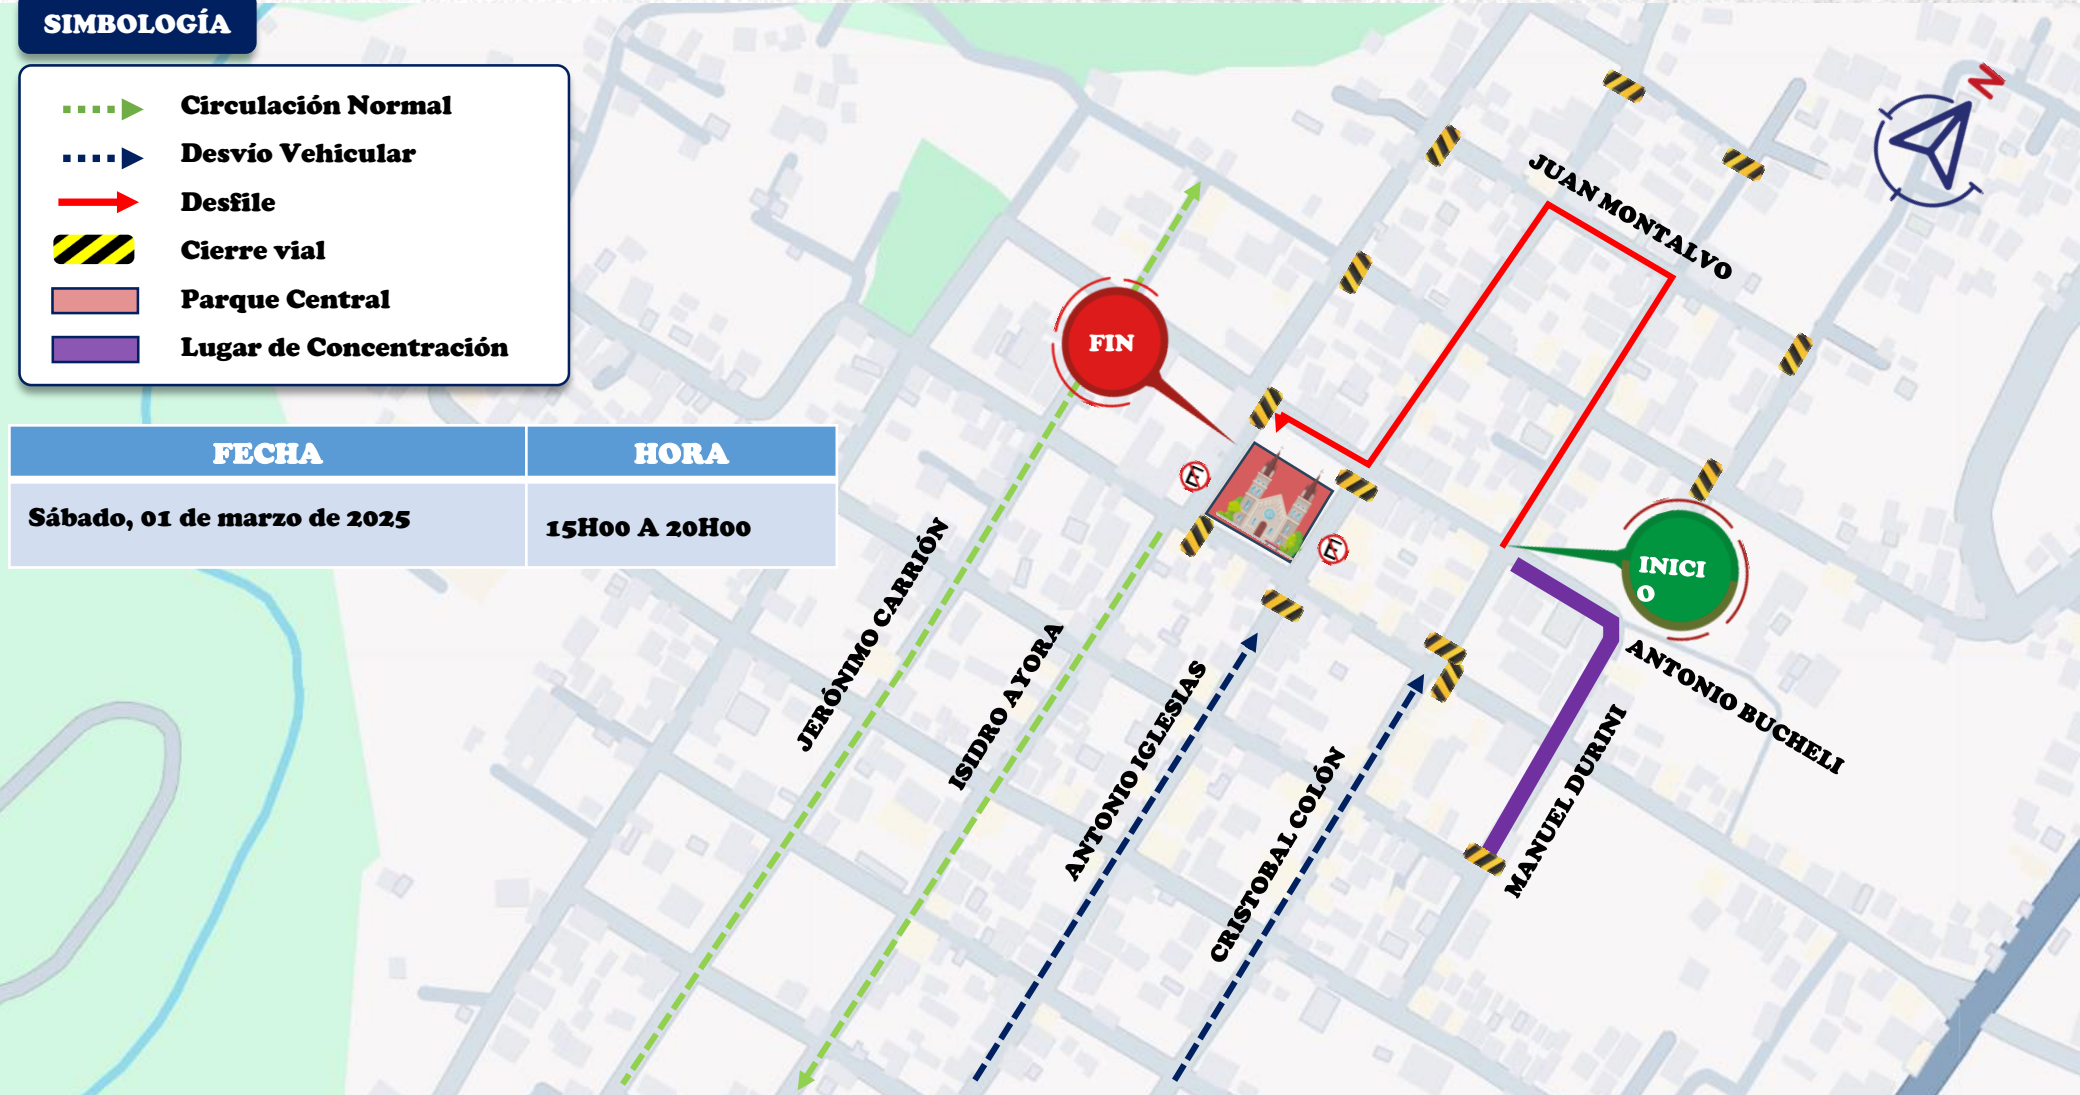 SIMBOLOGÍA
Circulación Normal
Desvío Vehicular
Desfile
Cierre vial
Parque Central
Lugar de Concentración
FECHA
HORA
Sábado, 01 de marzo de 2025
15H00 A 20H00
N
JUAN MONTALVO
FIN
E
E
INICI
O
JERÓNIMO CARRIÓN
ISIDRO AYORA
ANTONIO IGLESIAS
CRISTOBAL COLÓN
MANUEL DURINI
ANTONIO BUCHELI